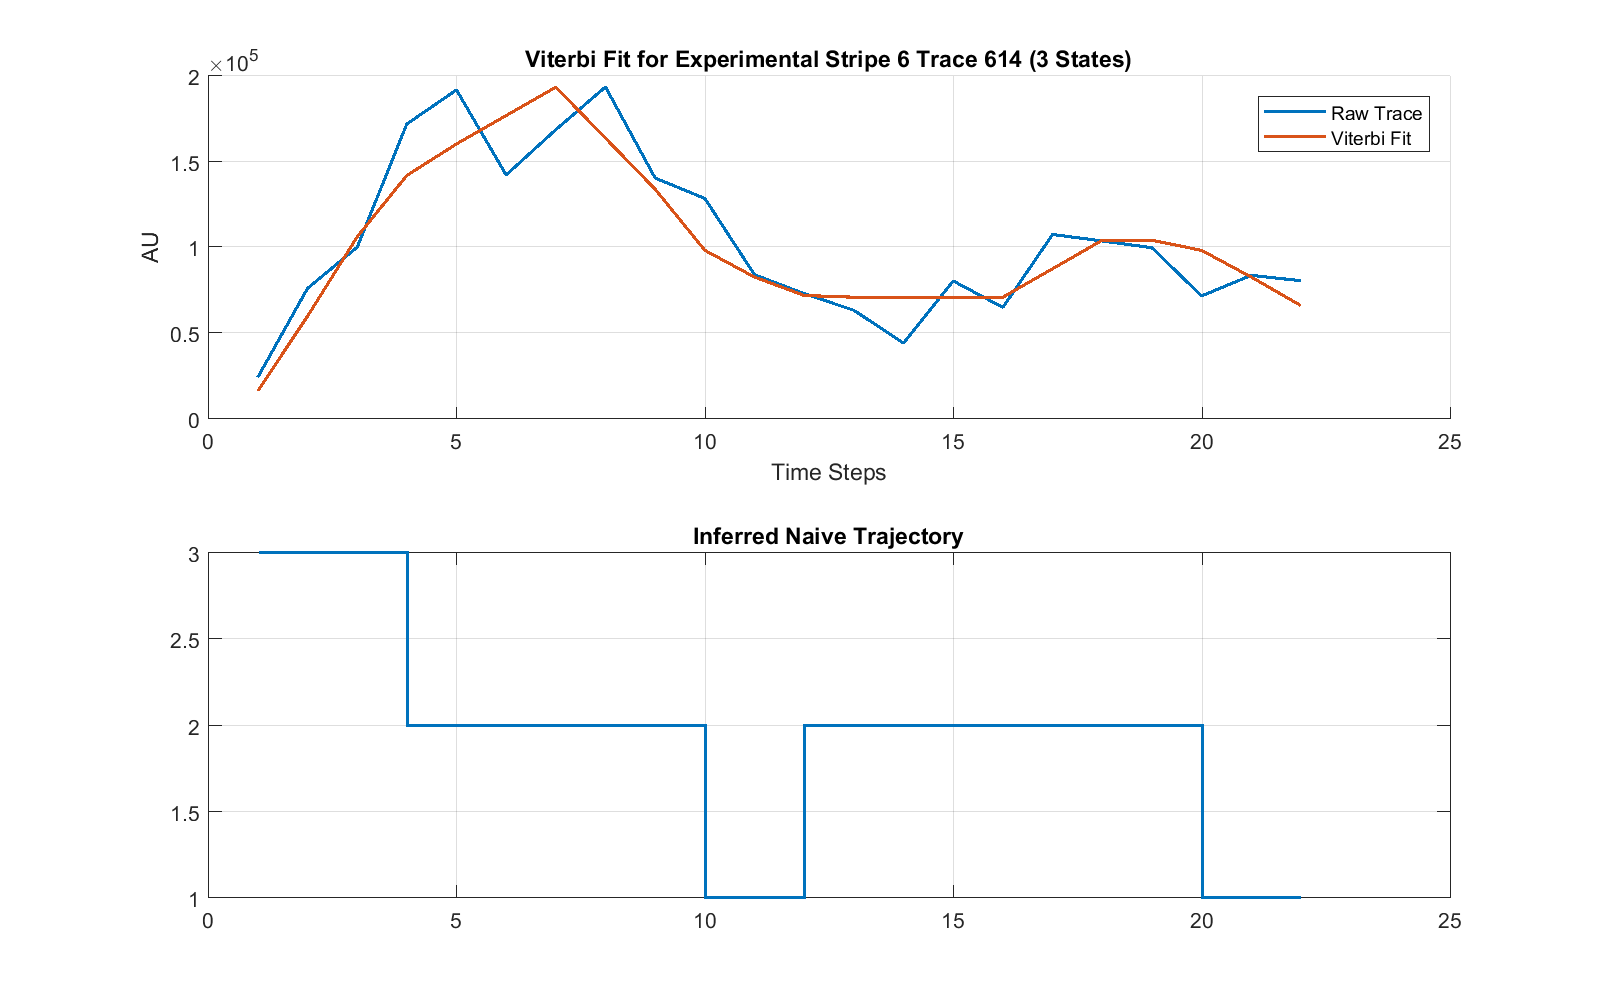 Viterbi Fit for Experimental Stripe 6 Trace 614 (3 States)
×10^5
2
1.5
1
0.5
0
AU
Raw Trace
Viterbi Fit
0 5 10 15 20 25
Time Steps
Inferred Naive Trajectory
3
2.5
2
1.5
1
0 5 10 15 20 25